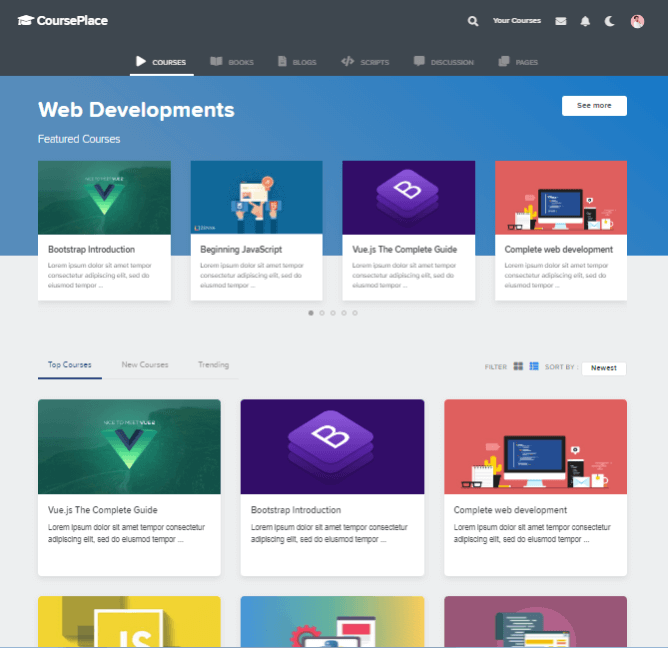 CoursePlace
Your Courses
COURSES
BOOKS
BLOGS
SCRIPTS
DISCUSSION
PAGES
Web Developments
See more
Featured Courses
Bootstrap Introduction
Lorem ipsum dolor sit amet tempor
consectetur adipiscing elit, sed do
eiusmod tempor ...
Beginning JavaScript
Lorem ipsum dolor sit amet tempor
consectetur adipiscing elit, sed do
eiusmod tempor ...
B
Vue.js The Complete Guide
Lorem ipsum dolor sit amet tempor
consectetur adipiscing elit, sed do
eiusmod tempor ...
Complete web development
Lorem ipsum dolor sit amet tempor
consectetur adipiscing elit, sed do
eiusmod tempor ...
Top Courses
New Courses
Trending
FILTER
SORT BY :
Newest
NICE TO MEET VUE 2
Vue.js The Complete Guide
Lorem ipsum dolor sit amet tempor consectetur
adipiscing elit, sed do eiusmod tempor ...
B
Bootstrap Introduction
Lorem ipsum dolor sit amet tempor consectetur
adipiscing elit, sed do eiusmod tempor ...
Complete web development
Lorem ipsum dolor sit amet tempor consectetur
adipiscing elit, sed do eiusmod tempor ...
JS